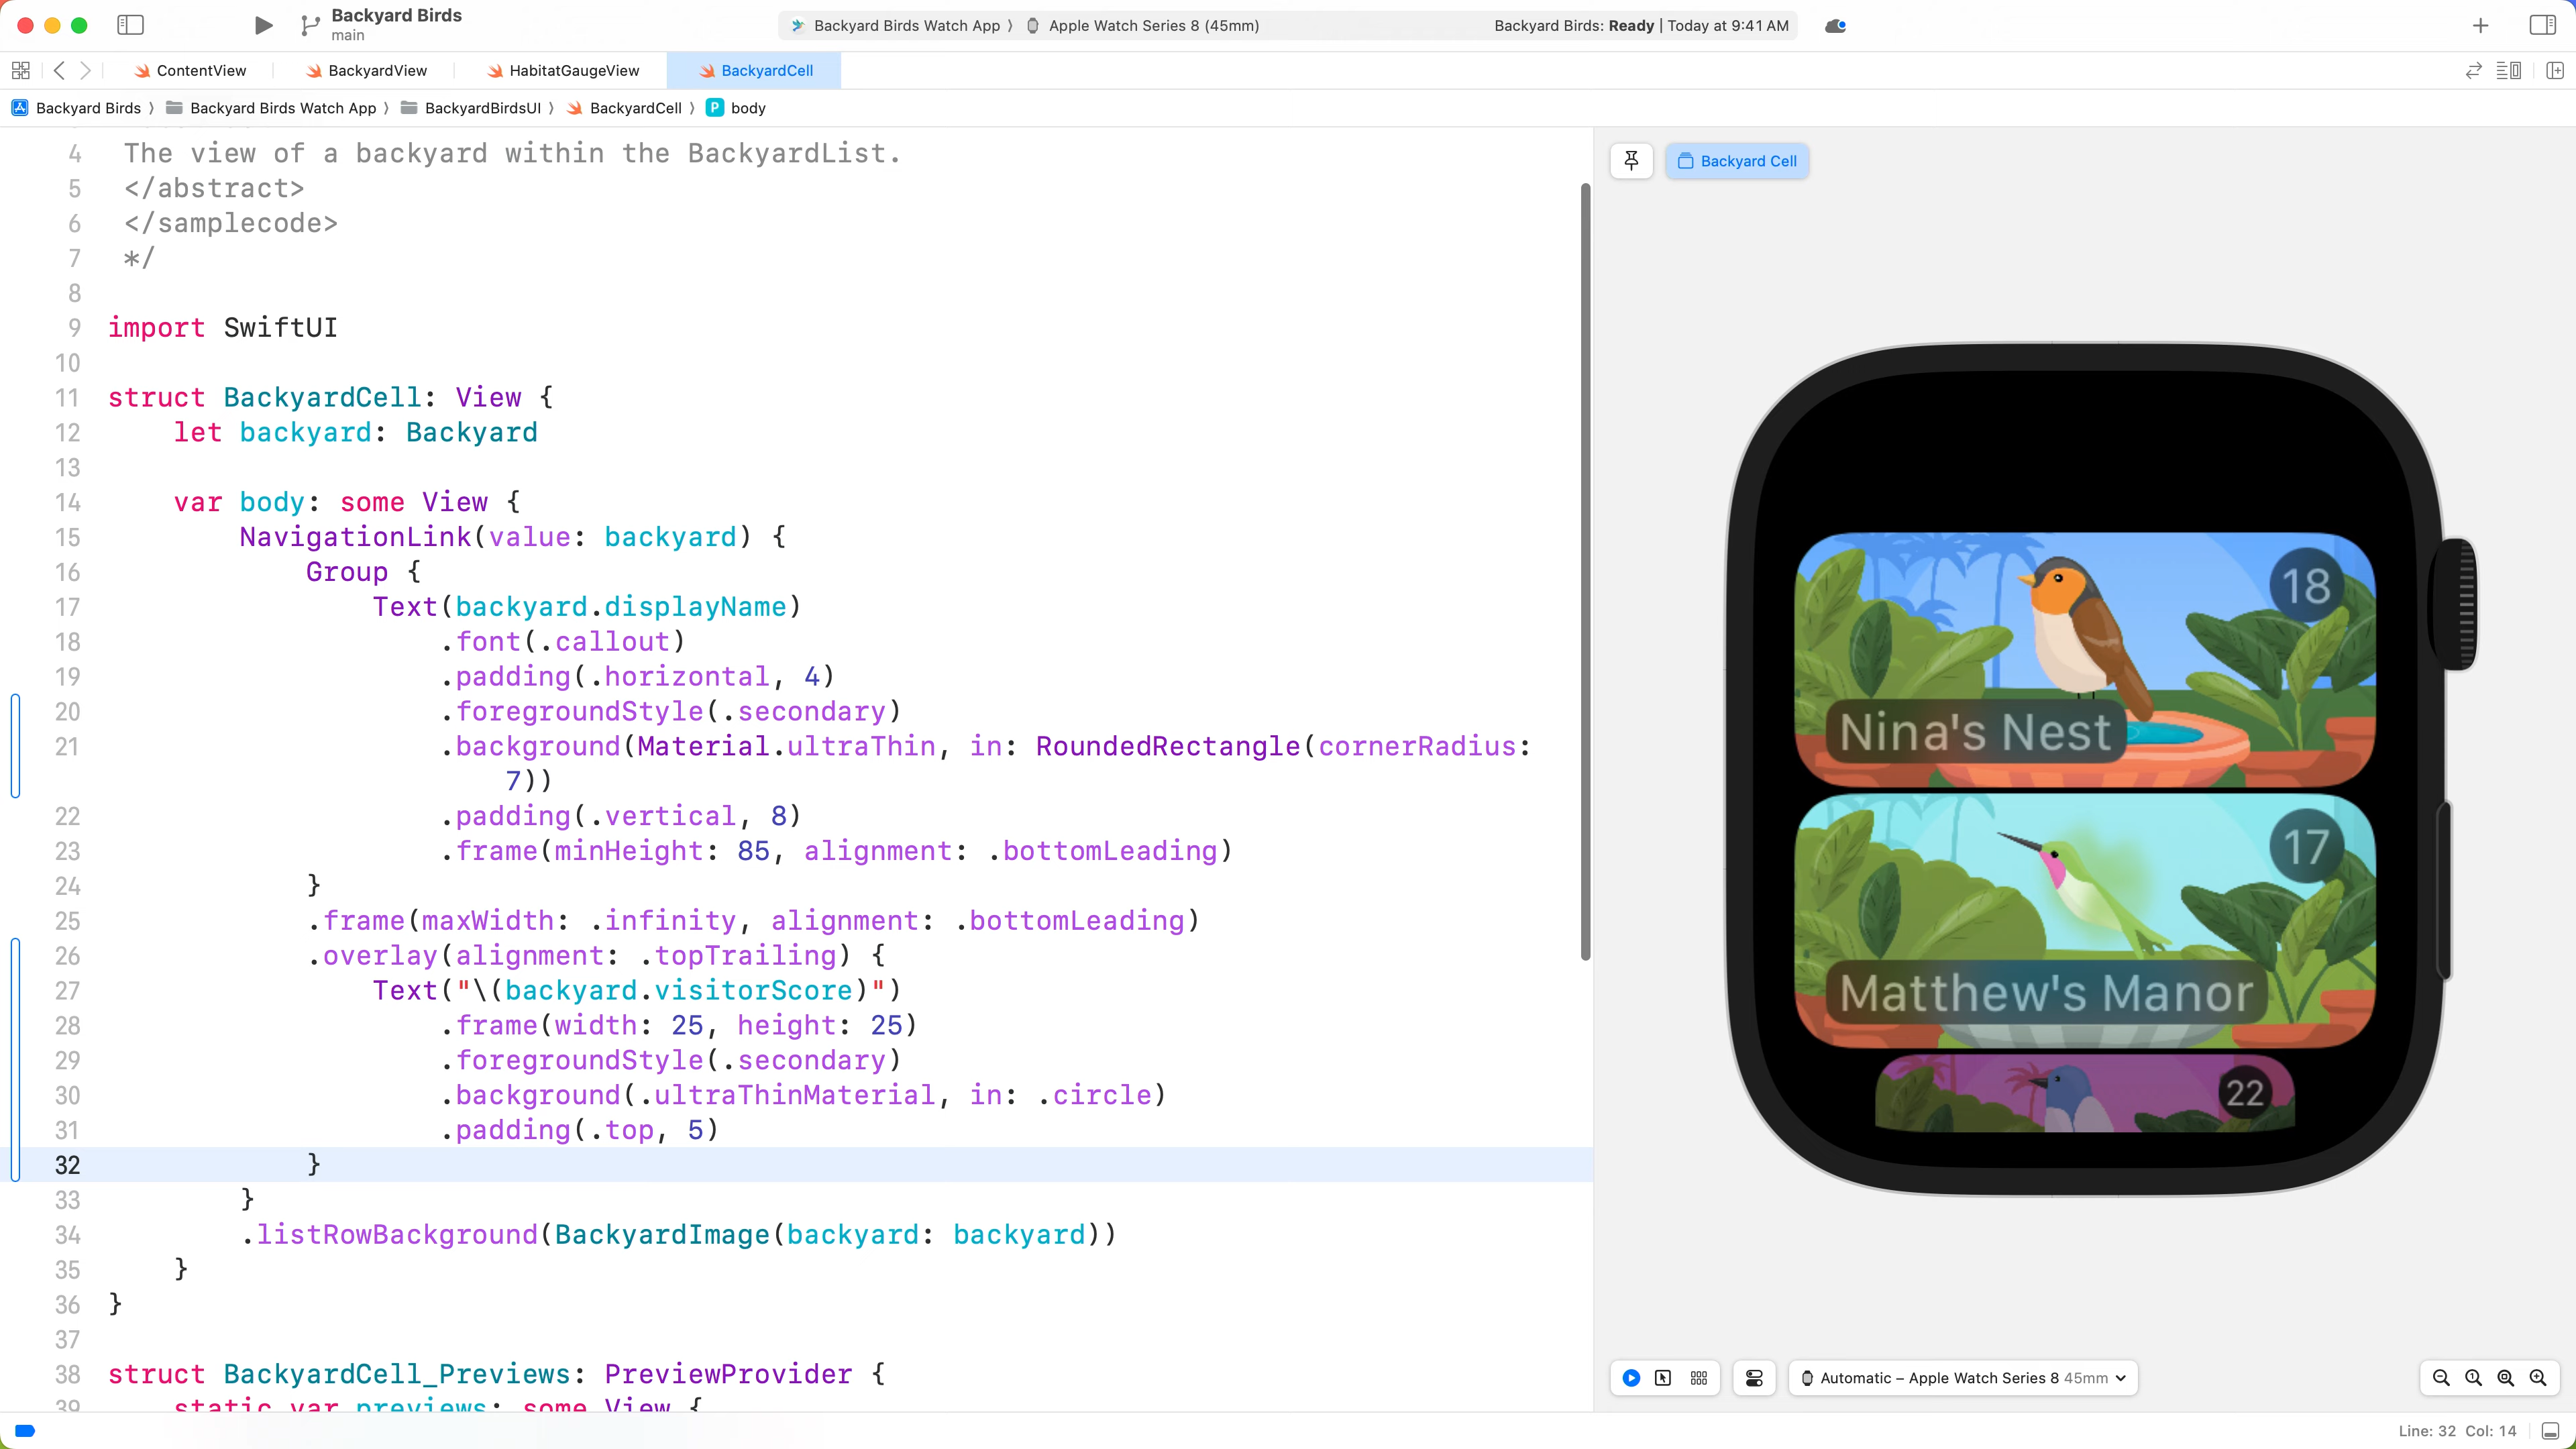 Backyard Birds
main
Backyard Birds Watch App 〉 Apple Watch Series 8 (45mm)
Backyard Birds: Ready | Today at 9:41 AM
ContentView
BackyardView
HabitatGaugeView
BackyardCell
Backyard Birds 〉 Backyard Birds Watch App 〉 BackyardBirdsUI 〉 BackyardCell 〉 P body
4 The view of a backyard within the BackyardList.
5 </abstract>
6 </samplecode>
7 */
8
9 import SwiftUI
10
11 struct BackyardCell: View {
12 let backyard: Backyard
13
14 var body: some View {
15 NavigationLink(value: backyard) {
16 Group {
17 Text(backyard.displayName)
18 .font(.callout)
19 .padding(.horizontal, 4)
20 .foregroundStyle(.secondary)
21 .background(Material.ultraThin, in: RoundedRectangle(cornerRadius:
7))
22 .padding(.vertical, 8)
23 .frame(minHeight: 85, alignment: .bottomLeading)
24 }
25 .frame(maxWidth: .infinity, alignment: .bottomLeading)
26 .overlay(alignment: .topTrailing) {
27 Text("\(backyard.visitorScore)")
28 .frame(width: 25, height: 25)
29 .foregroundStyle(.secondary)
30 .background(.ultraThinMaterial, in: .circle)
31 .padding(.top, 5)
32 }
33 }
34 .listRowBackground(BackyardImage(backyard: backyard))
35 }
36 }
37
38 struct BackyardCell_Previews: PreviewProvider {
39 static var previews: some View {
Backyard Cell
18
Nina's Nest
17
Matthew's Manor
22
Automatic – Apple Watch Series 8 45mm
Line: 32 Col: 14